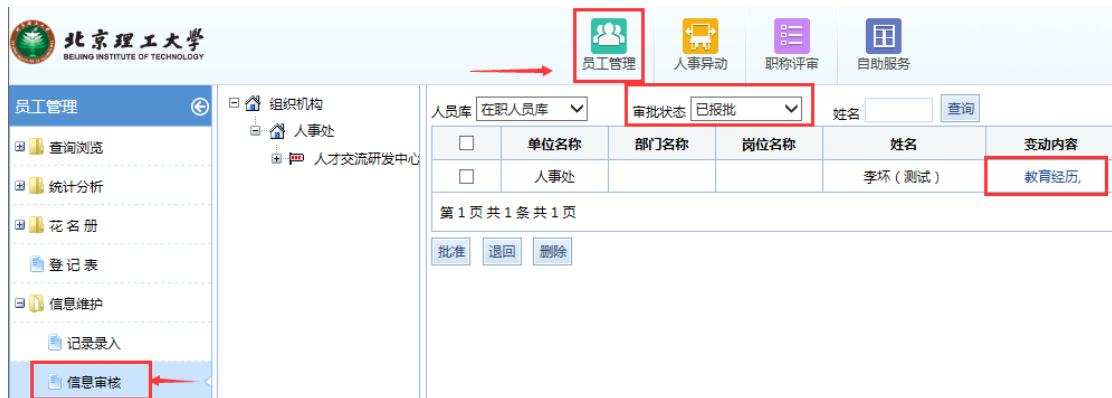 北京理工大学
BEIJING INSTITUTE OF TECHNOLOGY
员工管理 人事异动 职称评审 自助服务
员工管理
查询浏览
统计分析
花 名 册
登 记 表
信息维护
记录录入
信息审核
组织机构
人事处
人才交流研发中心
人员库 在职人员库 审批状态 已报批 姓名 查询
单位名称 部门名称 岗位名称 姓名 变动内容
人事处 李坏（测试） 教育经历,
第 1 页 共 1 条 共 1 页
批准 退回 删除